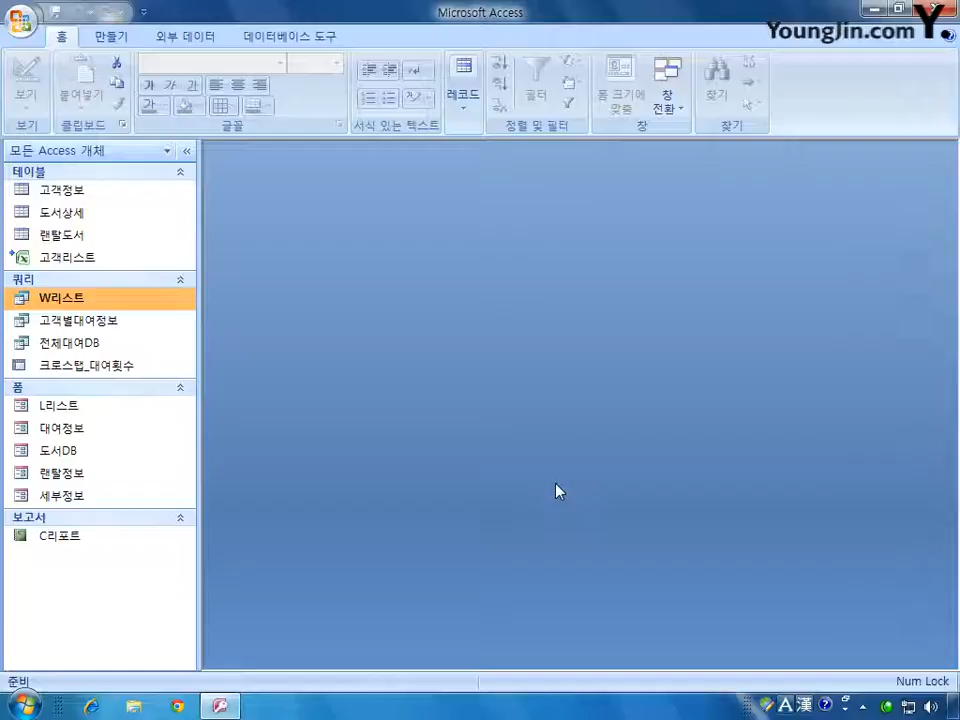 Microsoft Access
YoungJin.com Y.
홈 만들기 외부 데이터 데이터베이스 도구
보기 붙여넣기 가 가 가 가 레코드 필터 폼 크기에 맞춤 창 전환 찾기
보기 클립보드 글꼴 서식 있는 텍스트 정렬 및 필터 창 찾기
모든 Access 개체
테이블
고객정보
도서상세
랜탈도서
고객리스트
쿼리
W리스트
고객별대여정보
전체대여DB
크로스탭_대여횟수
폼
L리스트
대여정보
도서DB
랜탈정보
세부정보
보고서
C리포트
준비 Num Lock
A 漢